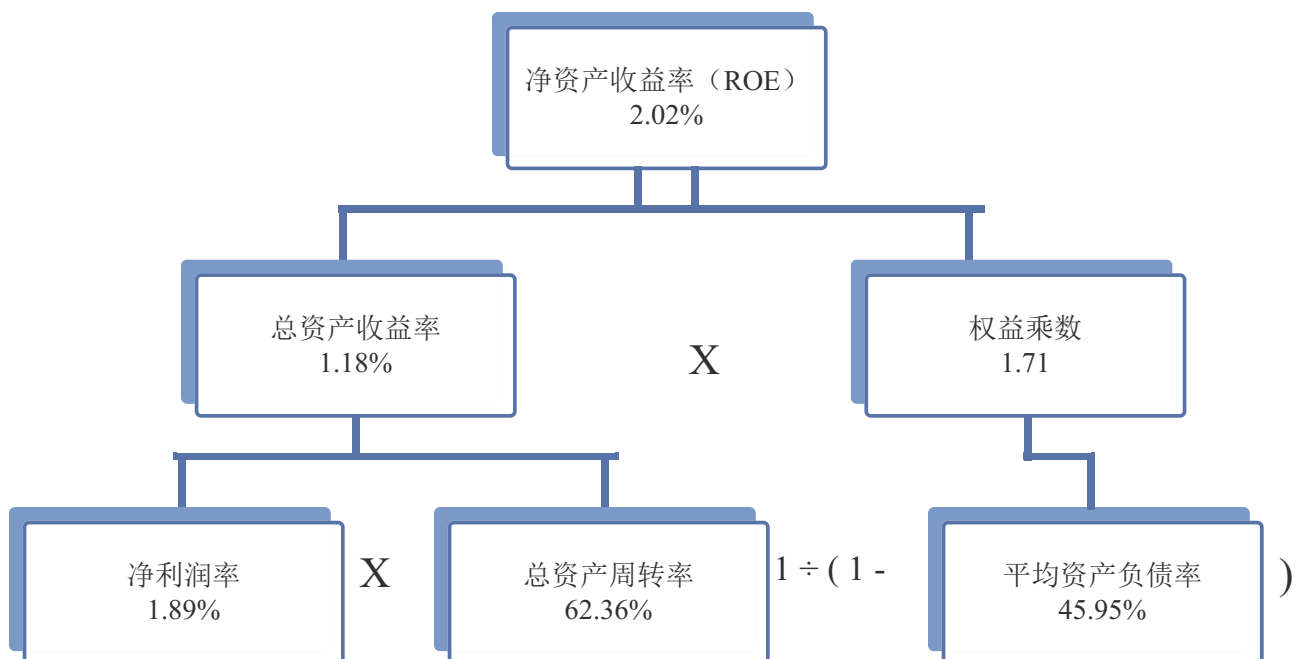 净资产收益率（ROE）
2.02%
总资产收益率
1.18%
X
权益乘数
1.71
净利润率
1.89%
X
总资产周转率
62.36%
1 ÷ ( 1 -
平均资产负债率
45.95%
)